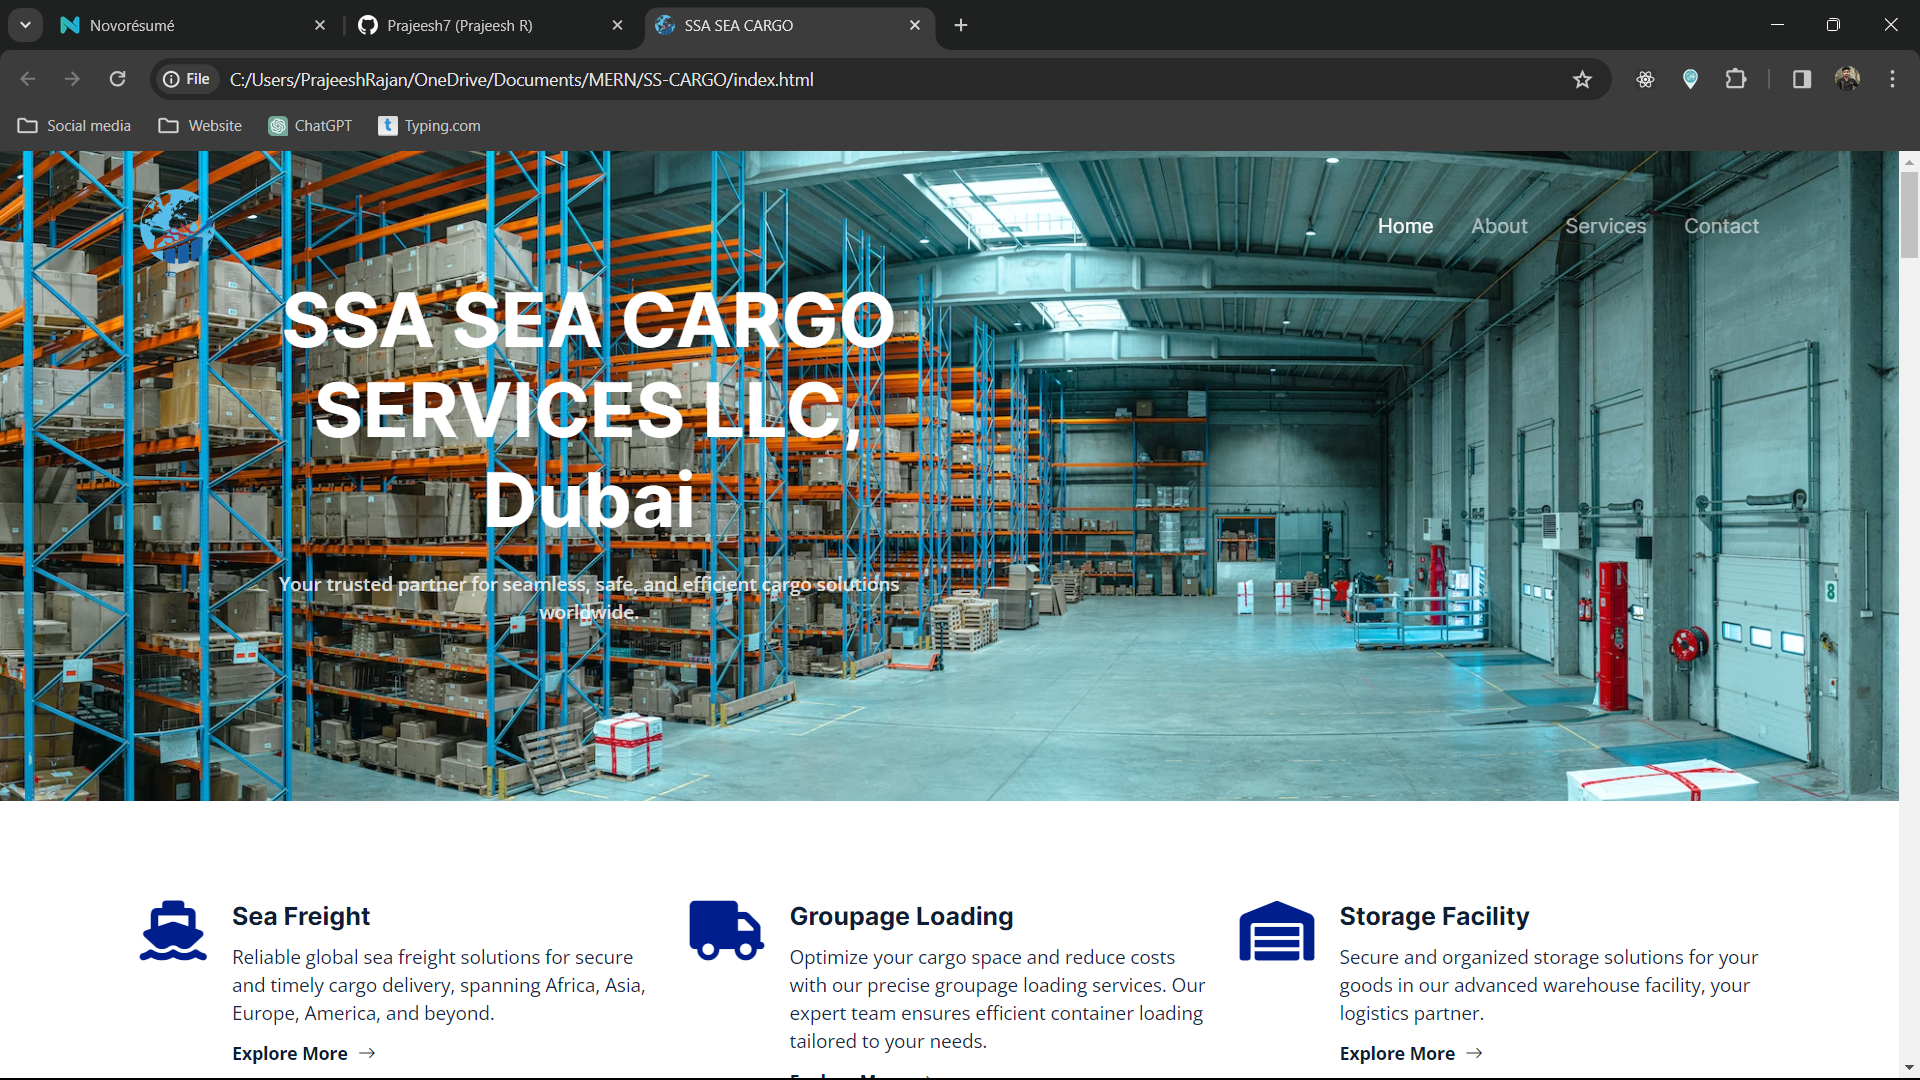 Novorésumé
Prajeesh7 (Prajeesh R)
SSA SEA CARGO
File
C:/Users/PrajeeshRajan/OneDrive/Documents/MERN/SS-CARGO/index.html
Social media
Website
ChatGPT
t
Typing.com
Home
About
Services
Contact
SSA SEA CARGO
SERVICES LLC,
Dubai
Your trusted partner for seamless, safe, and efficient cargo solutions
worldwide.
8
Sea Freight
Reliable global sea freight solutions for secure
and timely cargo delivery, spanning Africa, Asia,
Europe, America, and beyond.
Explore More
Groupage Loading
Optimize your cargo space and reduce costs
with our precise groupage loading services. Our
expert team ensures efficient container loading
tailored to your needs.
Storage Facility
Secure and organized storage solutions for your
goods in our advanced warehouse facility, your
logistics partner.
Explore More